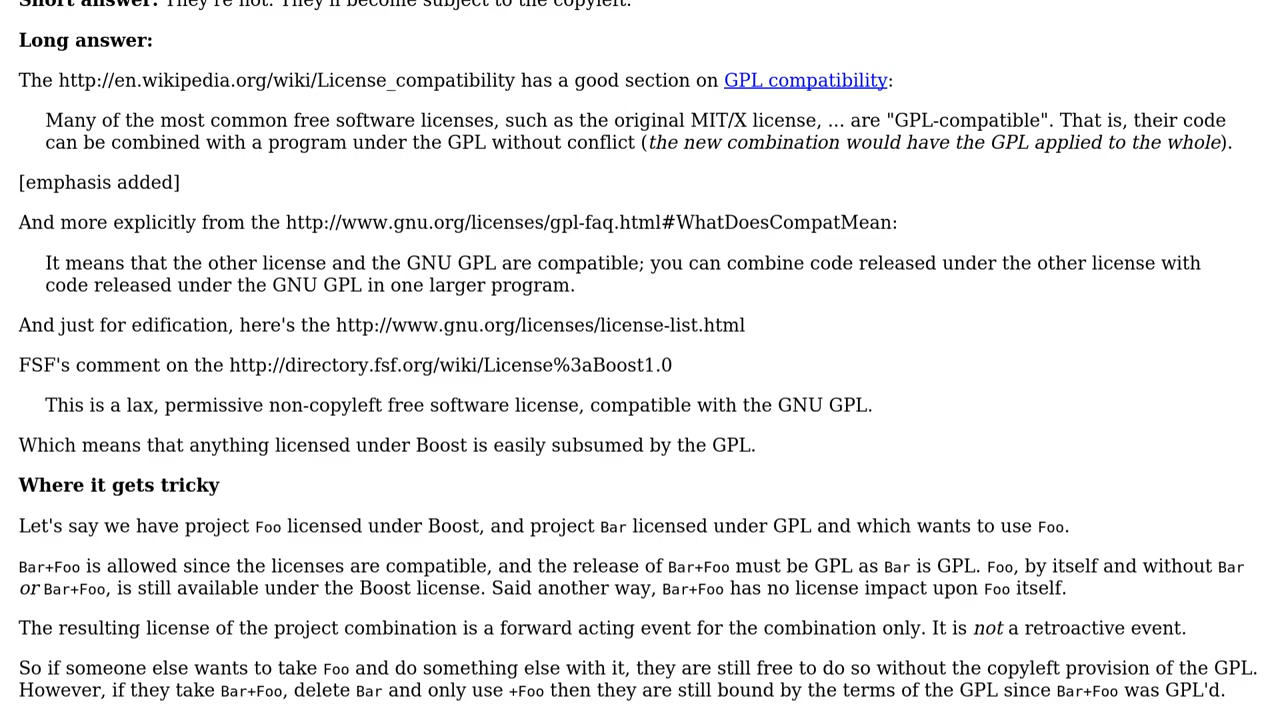 Short answer: They're not. They'll become subject to the copyleft.
Long answer:
The http://en.wikipedia.org/wiki/License_compatibility has a good section on GPL compatibility:
Many of the most common free software licenses, such as the original MIT/X license, ... are "GPL-compatible". That is, their code
can be combined with a program under the GPL without conflict (the new combination would have the GPL applied to the whole).
[emphasis added]
And more explicitly from the http://www.gnu.org/licenses/gpl-faq.html#WhatDoesCompatMean:
It means that the other license and the GNU GPL are compatible; you can combine code released under the other license with
code released under the GNU GPL in one larger program.
And just for edification, here's the http://www.gnu.org/licenses/license-list.html
FSF's comment on the http://directory.fsf.org/wiki/License%3aBoost1.0
This is a lax, permissive non-copyleft free software license, compatible with the GNU GPL.
Which means that anything licensed under Boost is easily subsumed by the GPL.
Where it gets tricky
Let's say we have project Foo licensed under Boost, and project Bar licensed under GPL and which wants to use Foo.
Bar+Foo is allowed since the licenses are compatible, and the release of Bar+Foo must be GPL as Bar is GPL. Foo, by itself and without Bar
or Bar+Foo, is still available under the Boost license. Said another way, Bar+Foo has no license impact upon Foo itself.
The resulting license of the project combination is a forward acting event for the combination only. It is not a retroactive event.
So if someone else wants to take Foo and do something else with it, they are still free to do so without the copyleft provision of the GPL.
However, if they take Bar+Foo, delete Bar and only use +Foo then they are still bound by the terms of the GPL since Bar+Foo was GPL'd.